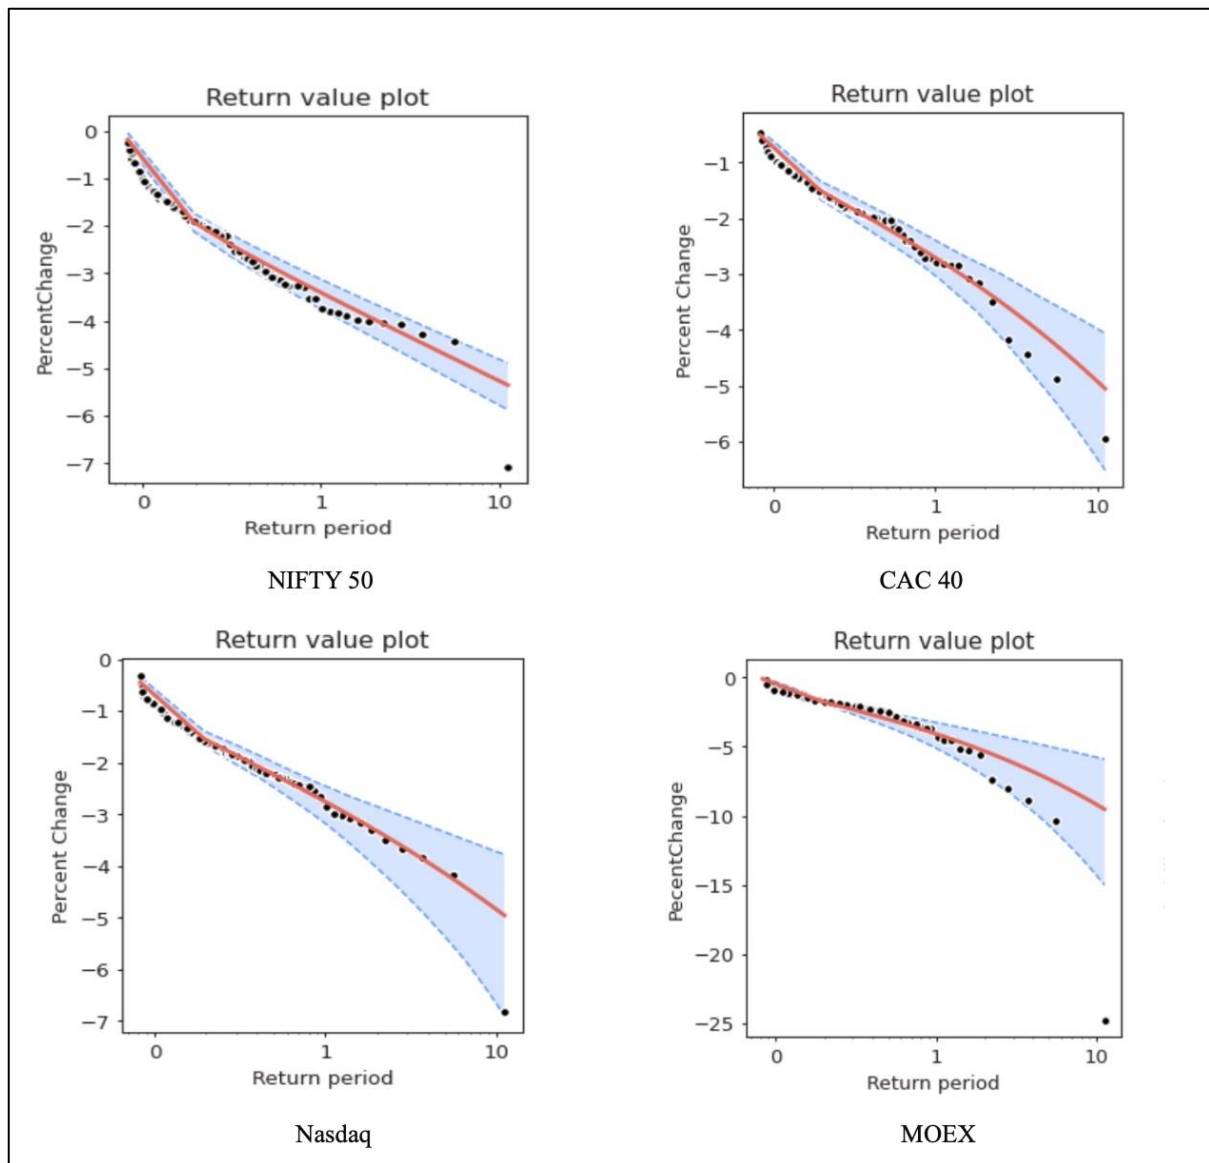 Return value plot
0
−1
−2
−3
−4
−5
−6
−7
PercentChange
0 1 10
Return period
NIFTY 50
Return value plot
−1
−2
−3
−4
−5
−6
Percent Change
0 1 10
Return period
CAC 40
Return value plot
0
−1
−2
−3
−4
−5
−6
−7
Percent Change
0 1 10
Return period
Nasdaq
Return value plot
0
−5
−10
−15
−20
−25
PecentChange
0 1 10
Return period
MOEX